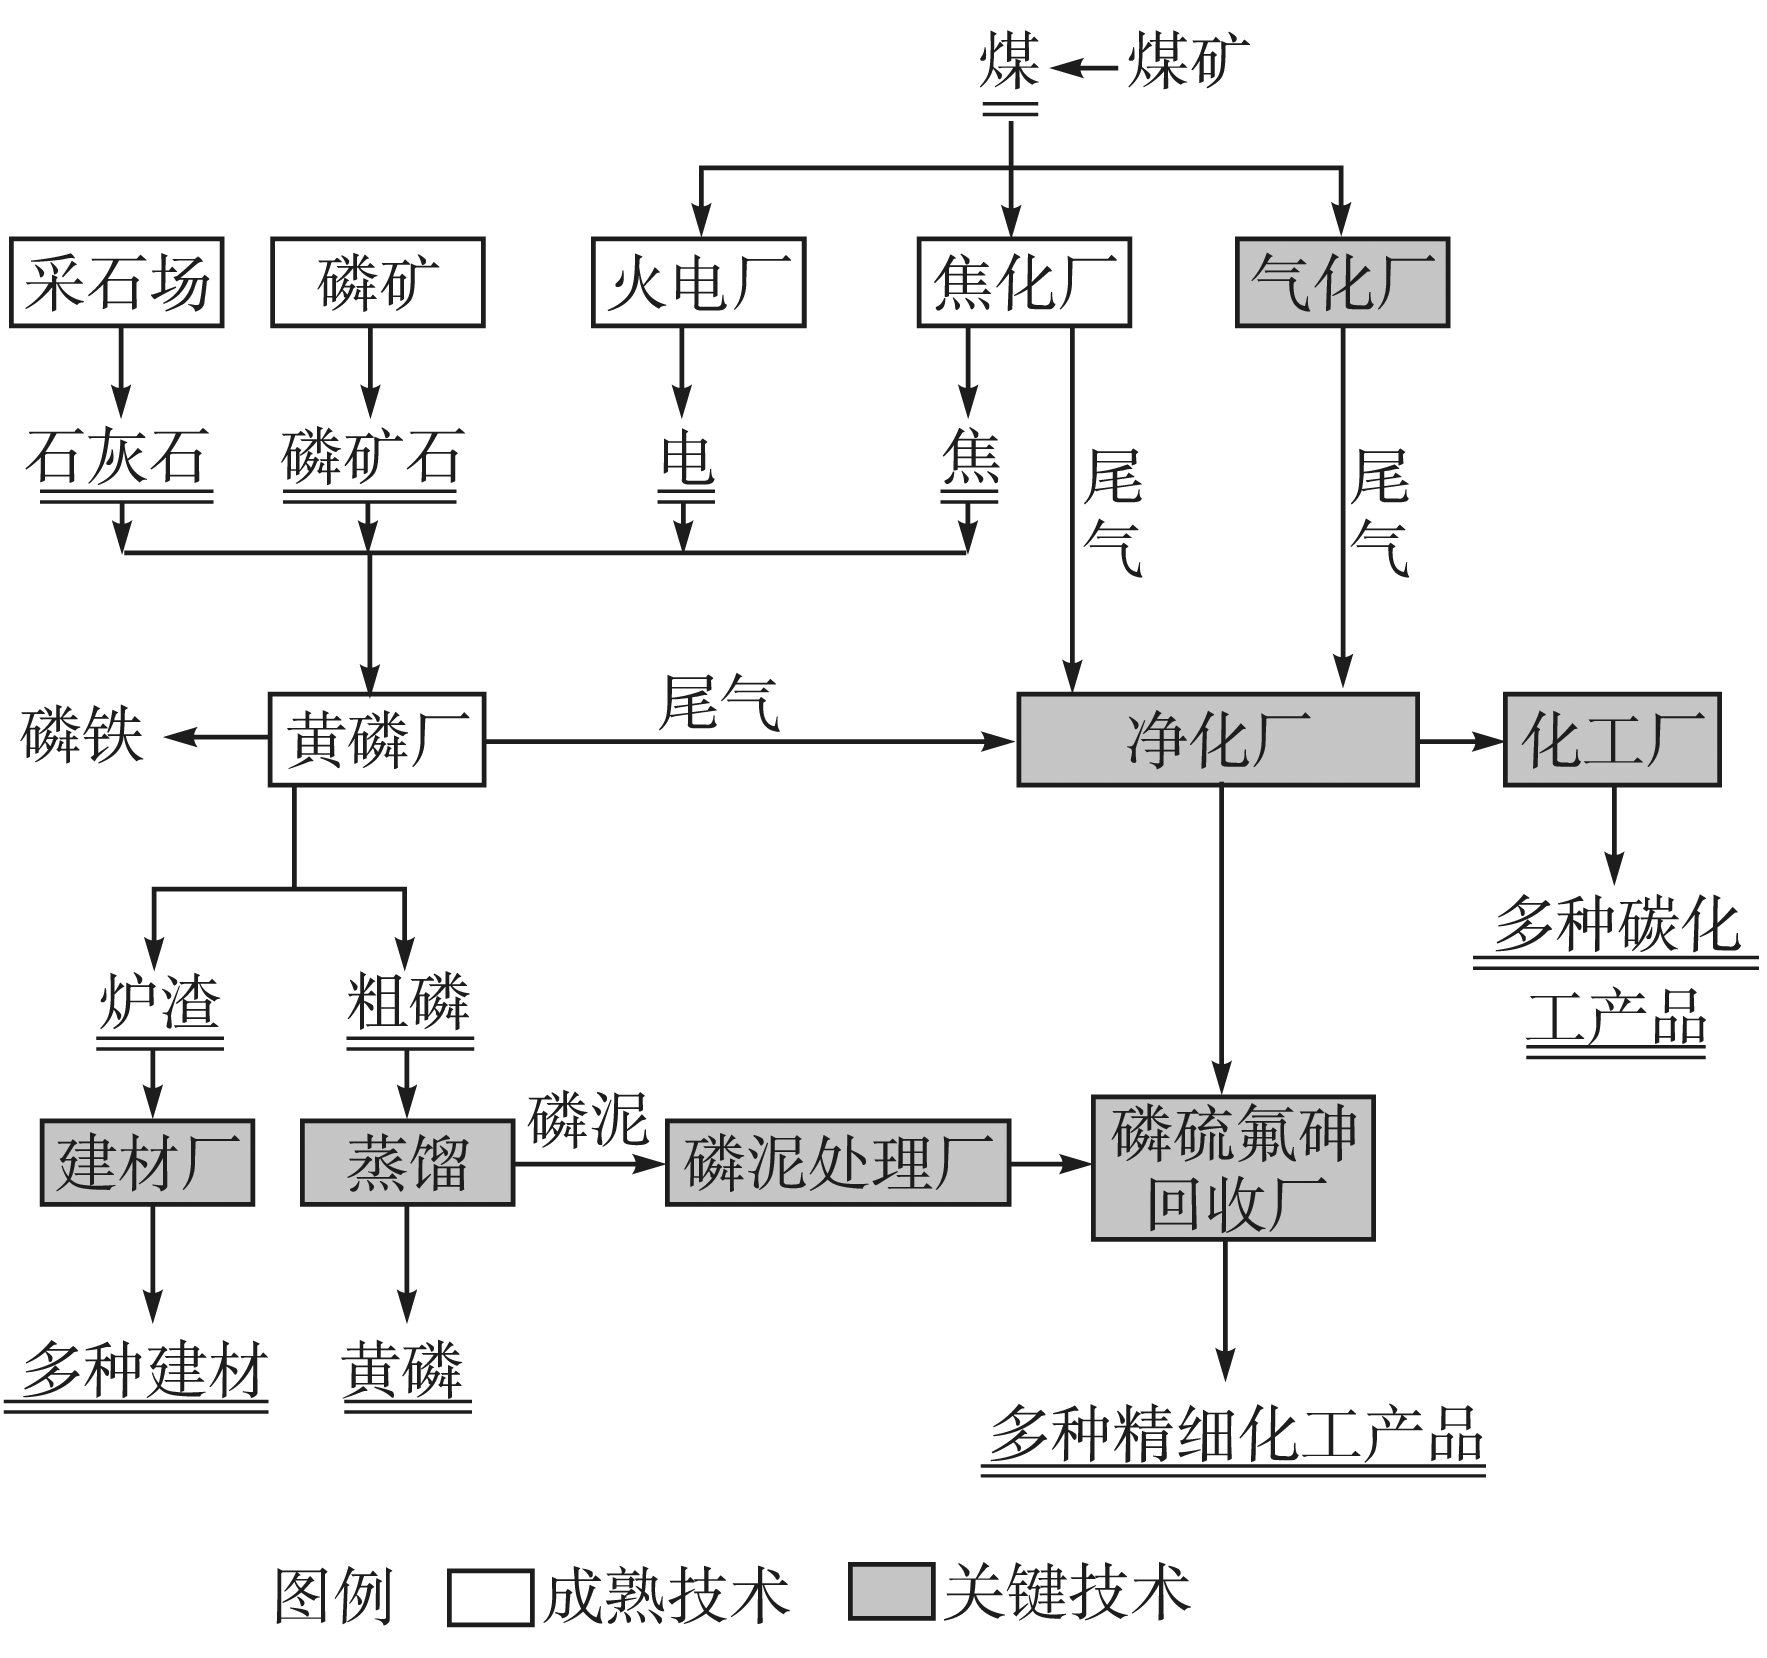 煤 煤矿
采石场 磷矿 火电厂 焦化厂 气化厂
石灰石 磷矿石 电 焦 尾气 尾气
磷铁 黄磷厂 尾气 净化厂 化工厂
多种碳化
工产品
炉渣 粗磷
建材厂 蒸馏 磷泥 磷泥处理厂 磷硫氟砷
回收厂
多种建材 黄磷
多种精细化工产品
图例 成熟技术 关键技术